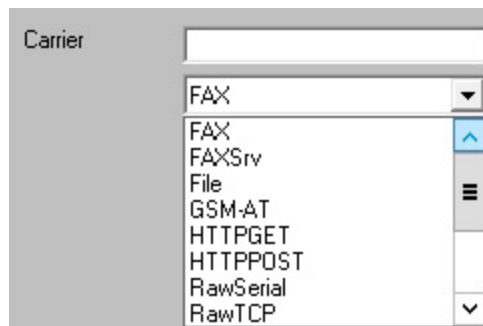 Carrier
FAX
FAX
FAXSrv
File
GSM-AT
HTTPGET
HTTPPOST
RawSerial
RawTCP